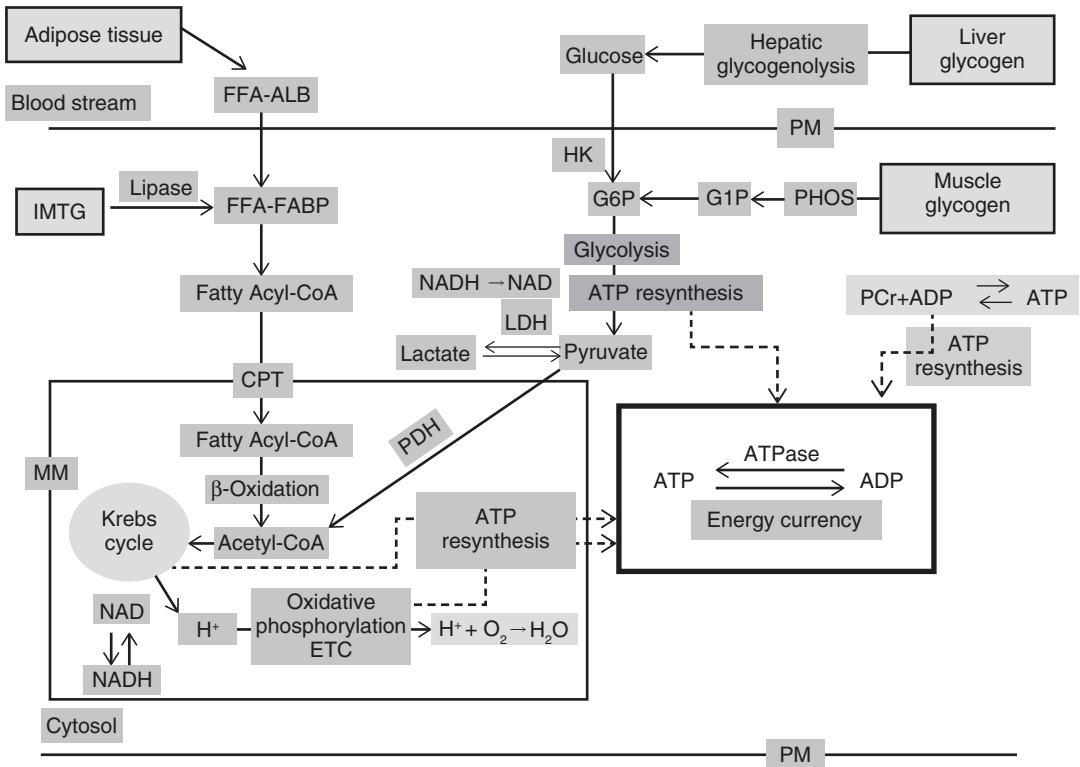 Adipose tissue
Glucose
Hepatic
glycogenolysis
Liver
glycogen
FFA-ALB
Blood stream
PM
HK
IMTG
Lipase
FFA-FABP
G6P
G1P
PHOS
Muscle
glycogen
Glycolysis
Fatty Acyl-CoA
NADH → NAD
ATP resynthesis
PCr+ADP ⇌ ATP
LDH
Lactate
Pyruvate
ATP
resynthesis
CPT
PDH
Fatty Acyl-CoA
MM
β-Oxidation
Krebs
cycle
Acetyl-CoA
ATP
resynthesis
ATPase
ATP
ADP
Energy currency
NAD
NADH
H⁺
Oxidative
phosphorylation
ETC
H⁺ + O₂ → H₂O
Cytosol
PM